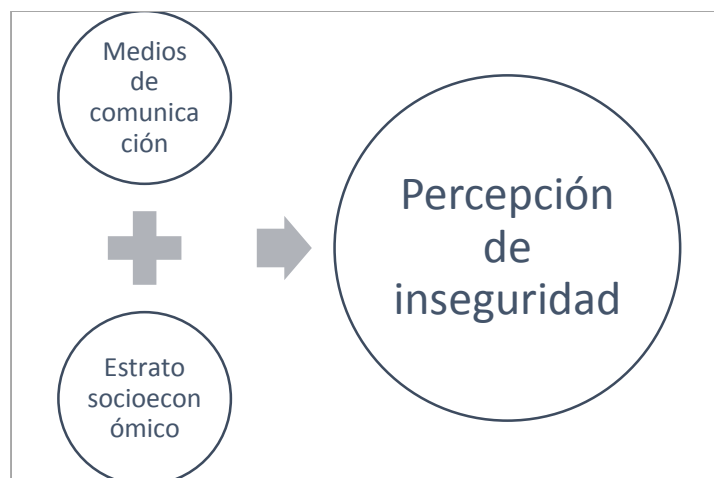 Medios
de
comunica
ción
Estrato
socioecon
ómico
Percepción
de
inseguridad